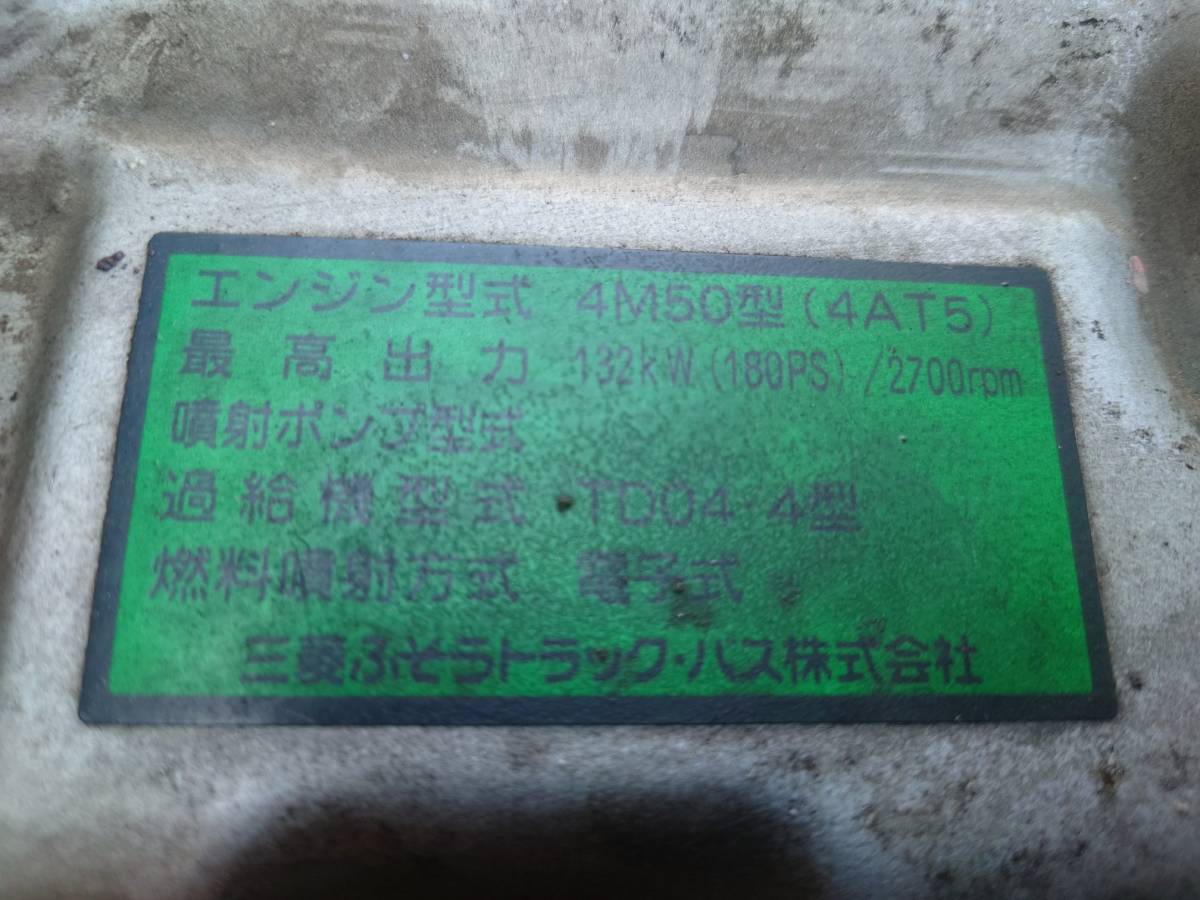 エンジン型式 4M50型(4AT5)
最高出力 132kW(180PS)/2700rpm
噴射ポンプ型式
過給機型式 TD04-4型
燃料噴射方式 電子式
三菱ふそうトラック・バス株式会社